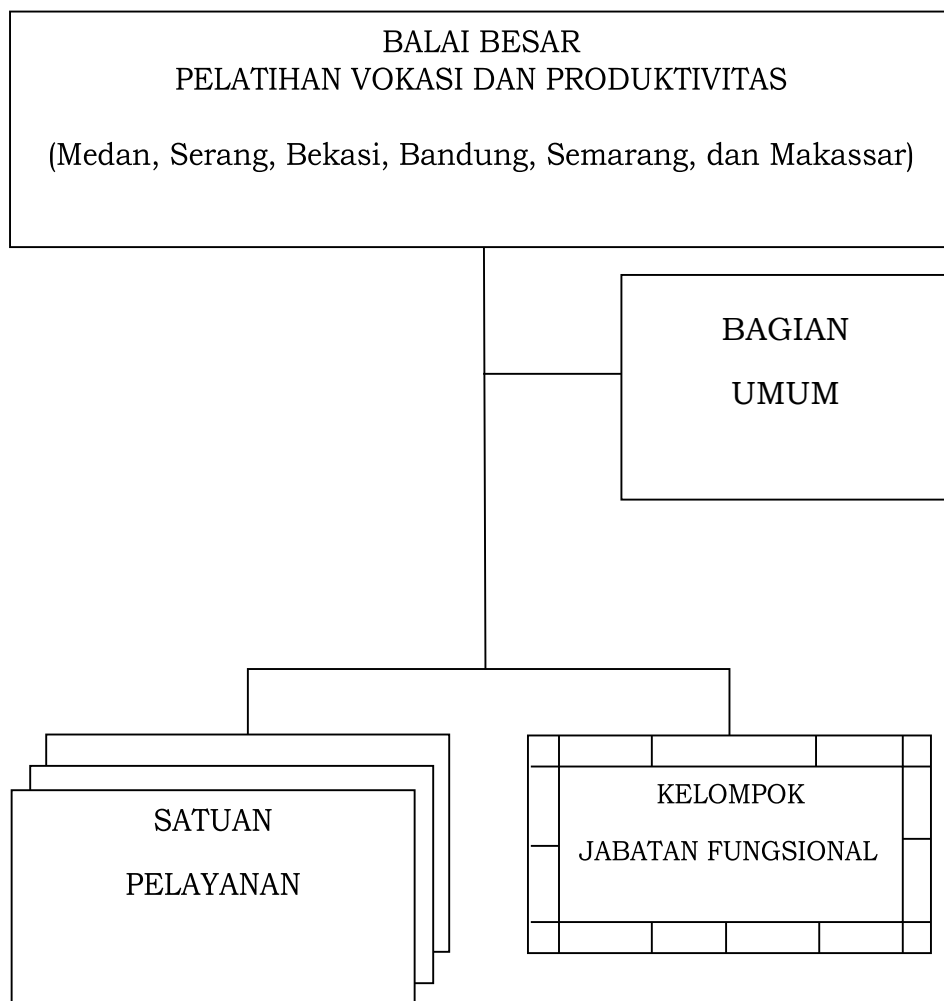 BALAI BESAR
PELATIHAN VOKASI DAN PRODUKTIVITAS
(Medan, Serang, Bekasi, Bandung, Semarang, dan Makassar)
BAGIAN
UMUM
SATUAN
PELAYANAN
KELOMPOK
JABATAN FUNGSIONAL